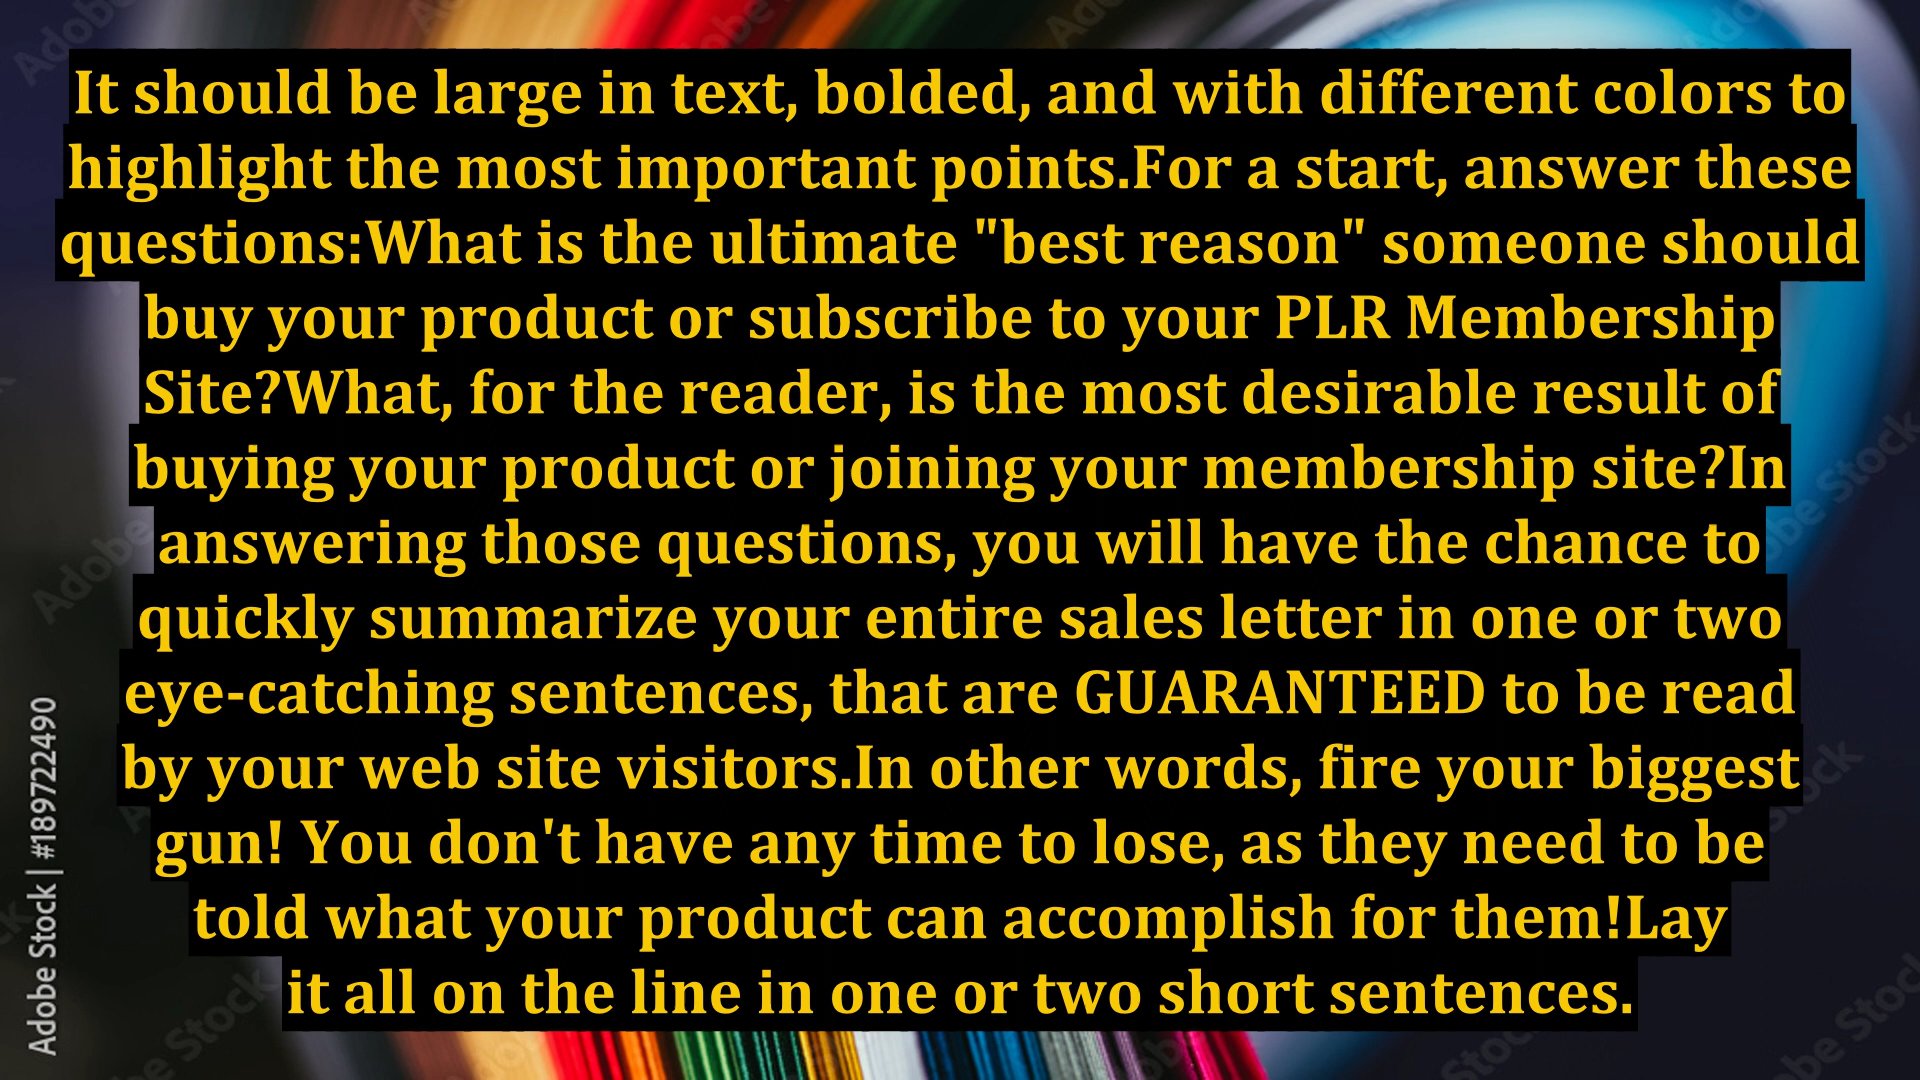 It should be large in text, bolded, and with different colors to
highlight the most important points.For a start, answer these
questions:What is the ultimate "best reason" someone should
buy your product or subscribe to your PLR Membership
Site?What, for the reader, is the most desirable result of
buying your product or joining your membership site?In
answering those questions, you will have the chance to
quickly summarize your entire sales letter in one or two
eye-catching sentences, that are GUARANTEED to be read
by your web site visitors.In other words, fire your biggest
gun! You don't have any time to lose, as they need to be
told what your product can accomplish for them!Lay
it all on the line in one or two short sentences.
Adobe Stock | #189722490